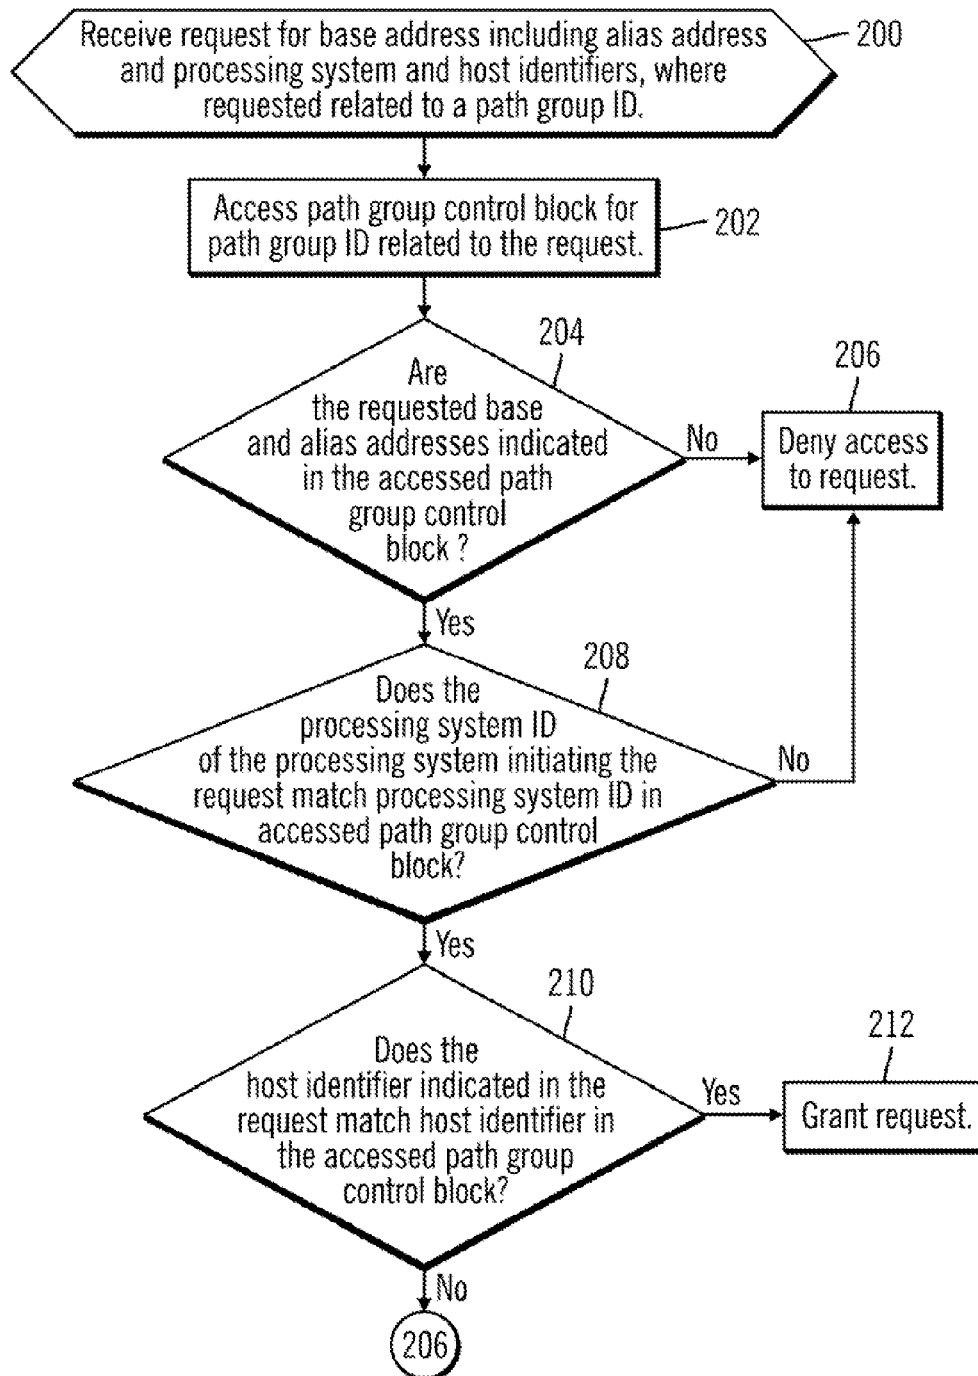 Receive request for base address including alias address
and processing system and host identifiers, where
requested related to a path group ID.
200
Access path group control block for
path group ID related to the request.
202
204
Are
the requested base
and alias addresses indicated
in the accessed path
group control
block ?
No
206
Deny access
to request.
Yes
208
Does the
processing system ID
of the processing system initiating the
request match processing system ID in
accessed path group control
block?
No
Yes
210
Does the
host identifier indicated in the
request match host identifier in
the accessed path group
control block?
Yes
212
Grant request.
No
206